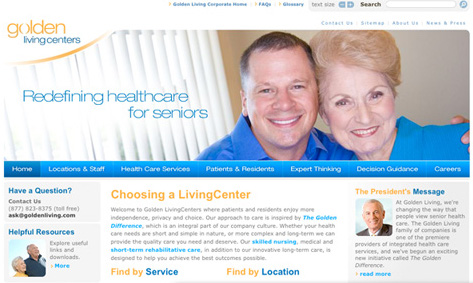 Golden Living Corporate Home FAQs Glossary text size Search
Contact Us Sitemap About Us News & Press
golden
living centers
Redefining healthcare
for seniors
Home Locations & Staff Health Care Services Patients & Residents Expert Thinking Decision Guidance Careers
Have a Question?
Contact Us
(877) 823-8375 (toll free)
ask@goldenliving.com
Helpful Resources
Explore useful
links and
downloads.
More
Choosing a LivingCenter
Welcome to Golden LivingCenters where patients and residents enjoy more
independence, privacy and choice. Our approach to care is inspired by The Golden
Difference, which is an integral part of our company culture. Whether your health
care needs are short and simple in nature, or more complex and long-term we can
provide the quality care you need and deserve. Our skilled nursing, medical and
short-term rehabilitative care, in addition to our innovative long-term care, is
designed to help you achieve the best outcomes possible.
Find by Service Find by Location
The President's Message
At Golden Living, we're
changing the way that
people view senior health
care. The Golden Living
family of companies is
one of the premiere
providers of integrated health
care services, and we've begun an exciting
new initiative called The Golden
Difference.
read more